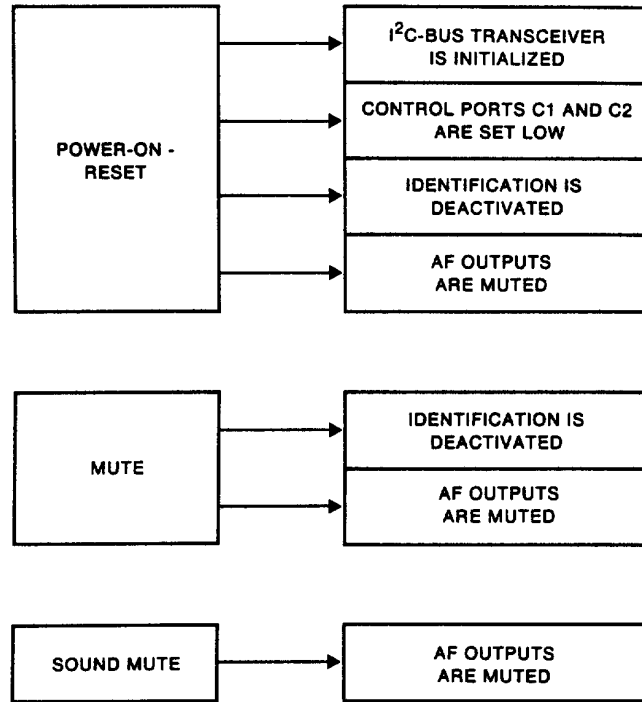 POWER-ON -
RESET
I²C-BUS TRANSCEIVER
IS INITIALIZED
CONTROL PORTS C1 AND C2
ARE SET LOW
IDENTIFICATION IS
DEACTIVATED
AF OUTPUTS
ARE MUTED
MUTE
IDENTIFICATION IS
DEACTIVATED
AF OUTPUTS
ARE MUTED
SOUND MUTE
AF OUTPUTS
ARE MUTED